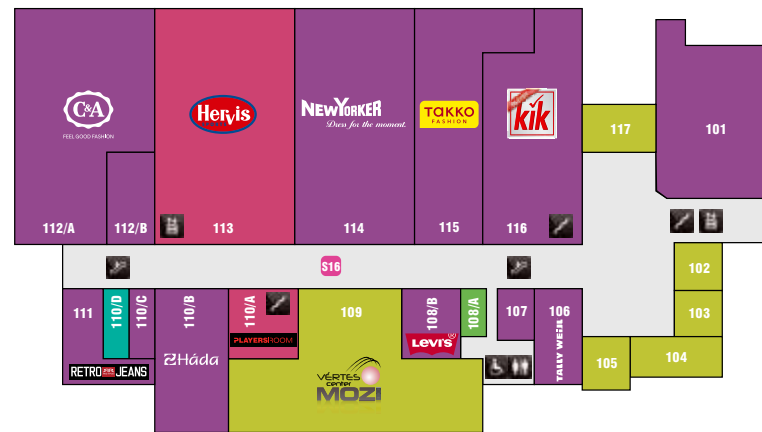 C&A
FEEL GOOD FASHION
Hervis
NEWYORKER
Dress for the moment.
TAKKO
FASHION
kik
117
101
112/A
112/B
113
114
115
116
S16
102
103
104
105
111
110/D
110/C
110/B
110/A
109
108/B
108/A
107
106
PLAYERSROOM
LEVI'S
TALLY WEiJL
RETRO JEANS
Háda
VÉRTES
center
MOZI